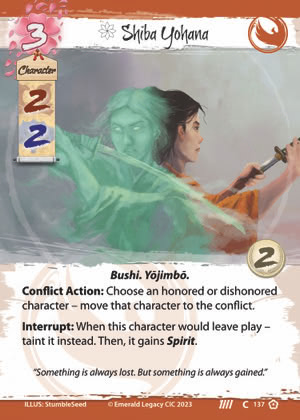 3
Shiba Yohana
Character
2
2
2
Bushi. Yōjimbō.
Conflict Action: Choose an honored or dishonored
character – move that character to the conflict.
Interrupt: When this character would leave play –
taint it instead. Then, it gains Spirit.
“Something is always lost. But something is always gained.”
ILLUS: StumbleSeed © Emerald Legacy CIC 2023 C 137